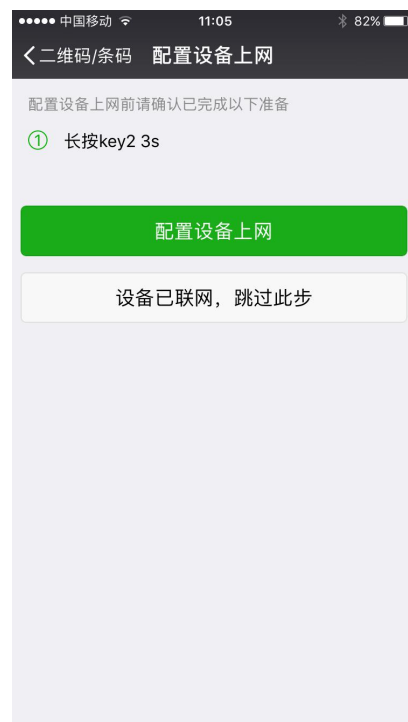 中国移动 11:05 82%
二维码/条码 配置设备上网
配置设备上网前请确认已完成以下准备
① 长按key2 3s
配置设备上网
设备已联网，跳过此步